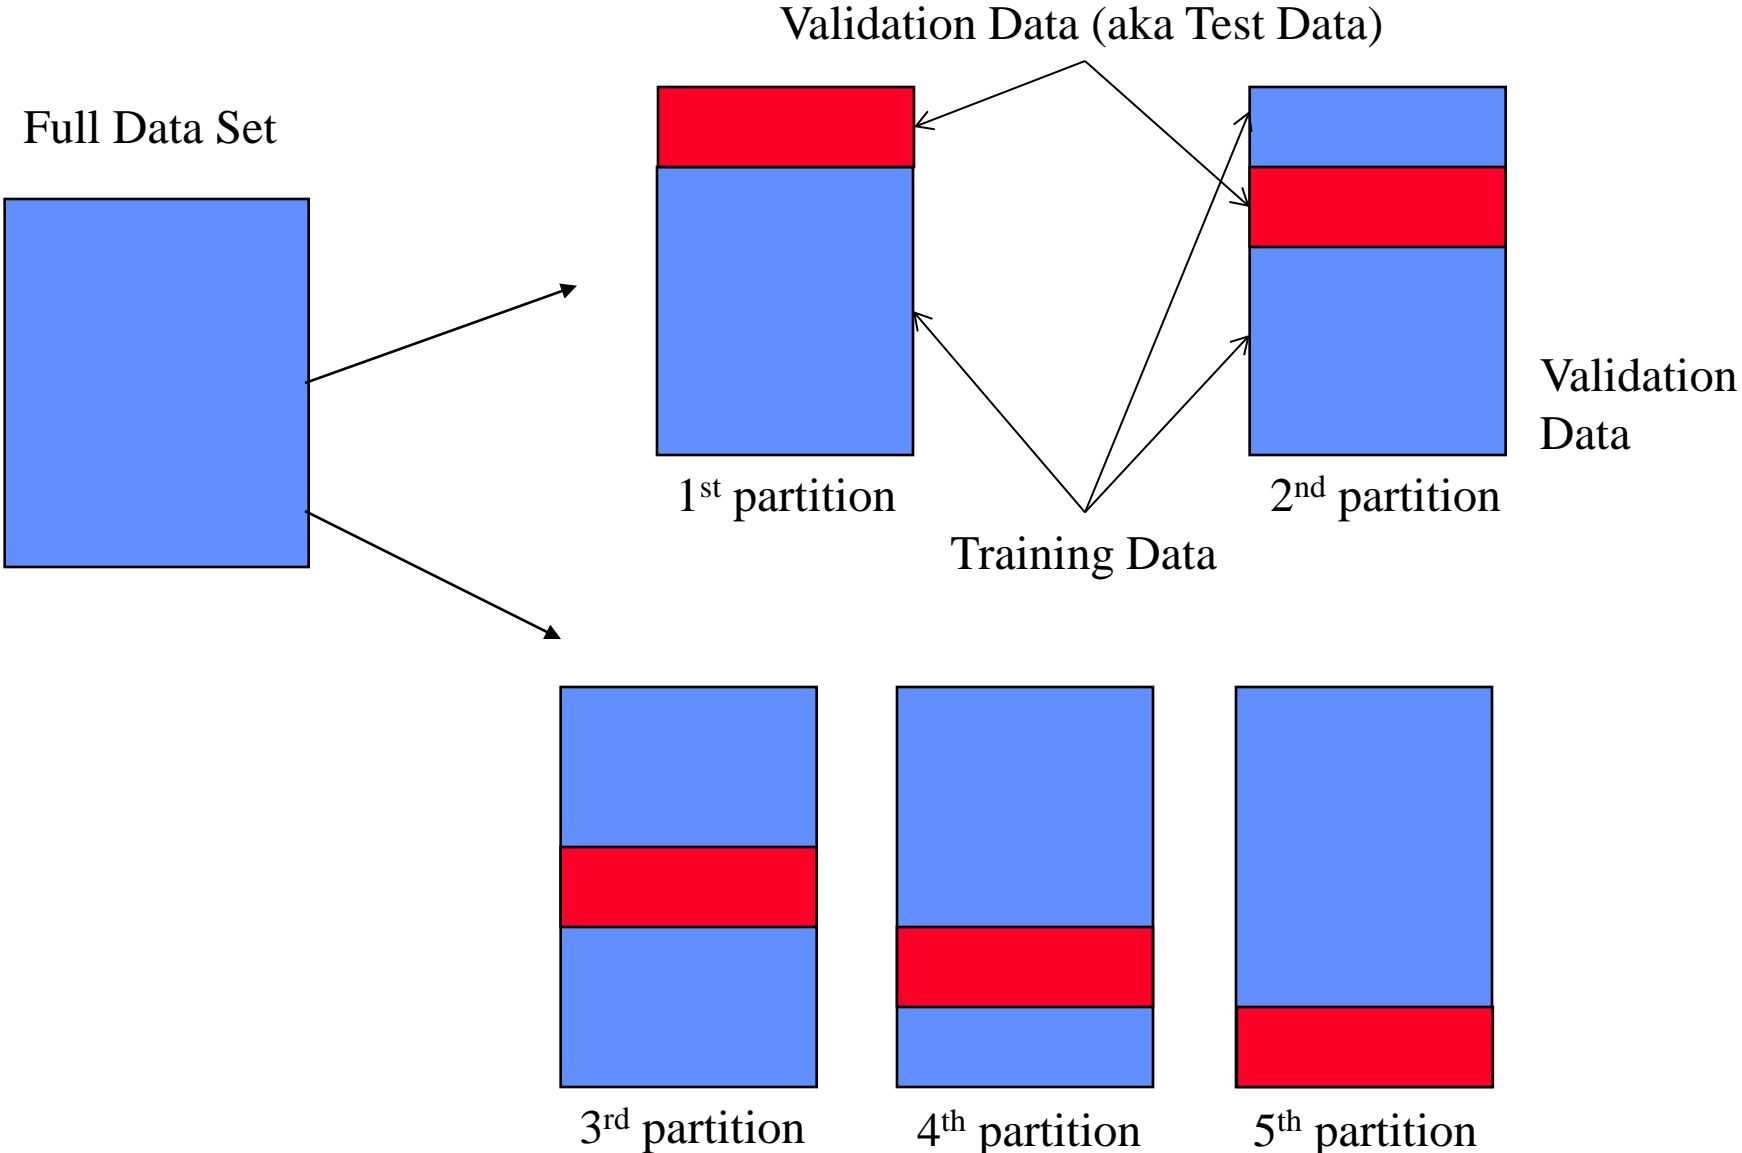 Validation Data (aka Test Data)
Full Data Set
Validation
Data
1st partition
2nd partition
Training Data
3rd partition
4th partition
5th partition